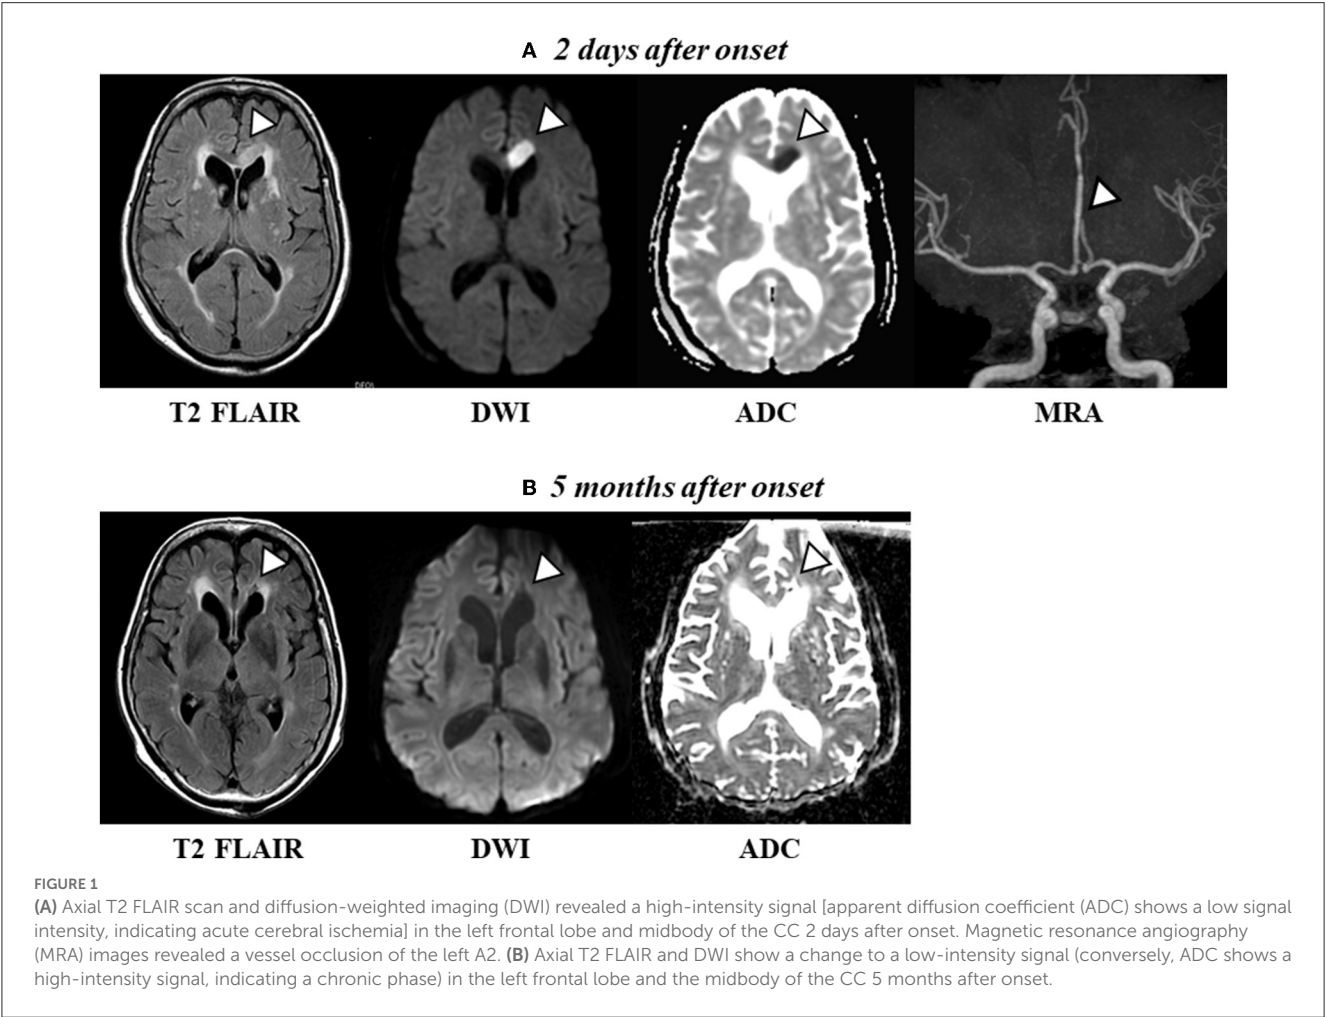 A 2 days after onset
T2 FLAIR DWI ADC MRA
B 5 months after onset
T2 FLAIR DWI ADC
FIGURE 1
(A) Axial T2 FLAIR scan and diffusion-weighted imaging (DWI) revealed a high-intensity signal [apparent diffusion coefficient (ADC) shows a low signal
intensity, indicating acute cerebral ischemia] in the left frontal lobe and midbody of the CC 2 days after onset. Magnetic resonance angiography
(MRA) images revealed a vessel occlusion of the left A2. (B) Axial T2 FLAIR and DWI show a change to a low-intensity signal (conversely, ADC shows a
high-intensity signal, indicating a chronic phase) in the left frontal lobe and the midbody of the CC 5 months after onset.